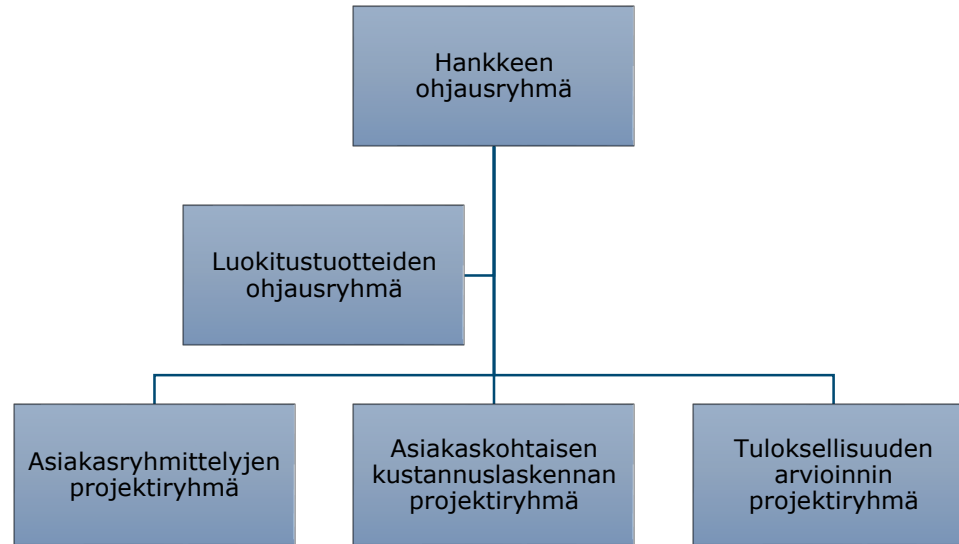 Hankkeen
ohjausryhmä
Luokitustuotteiden
ohjausryhmä
Asiakasryhmittelyjen
projektiryhmä
Asiakaskohtaisen
kustannuslaskennan
projektiryhmä
Tuloksellisuuden
arvioinnin
projektiryhmä